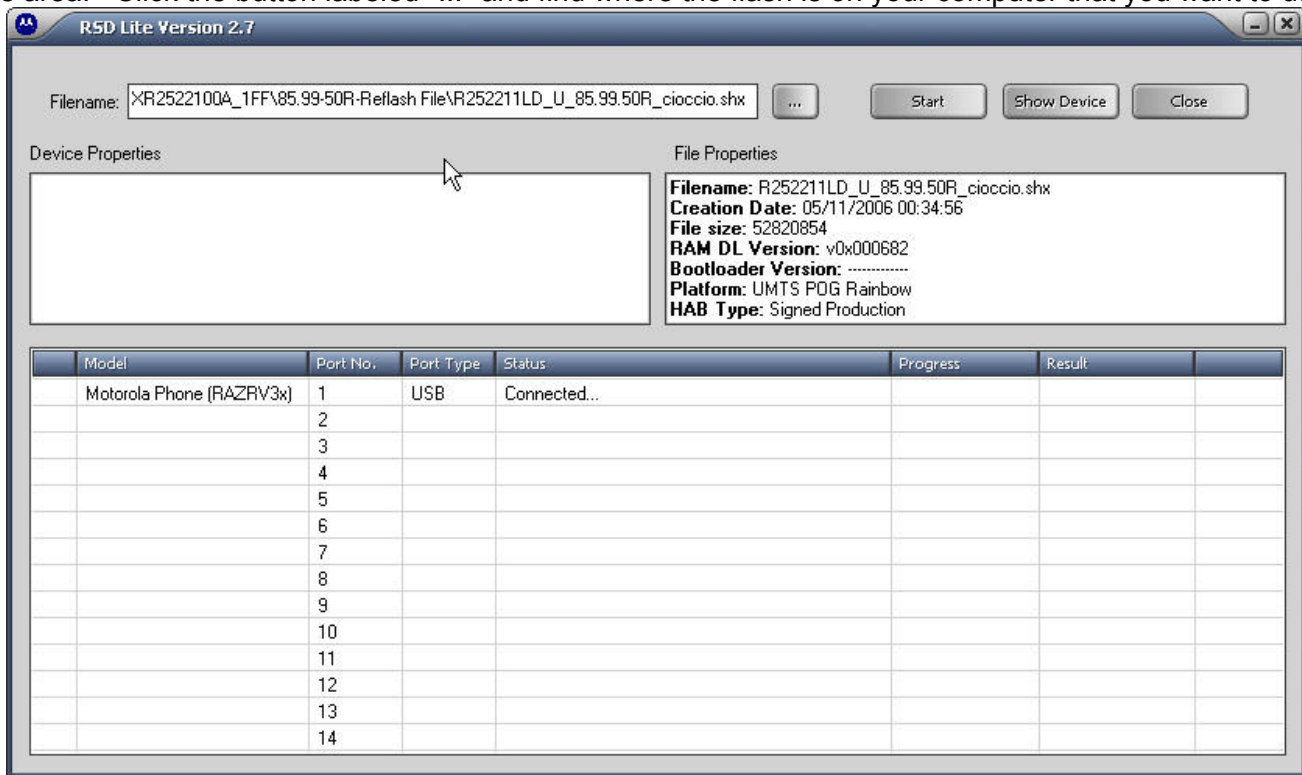 RSD Lite Version 2.7
Filename: XR2522100A_1FF\85.99-50R-Reflash File\R252211LD_U_85.99.50R_cioccio.shx ... Start Show Device Close
Device Properties
File Properties
Filename: R252211LD_U_85.99.50R_cioccio.shx
Creation Date: 05/11/2006 00:34:56
File size: 52820854
RAM DL Version: v0x000682
Bootloader Version: ------------
Platform: UMTS POG Rainbow
HAB Type: Signed Production
Model Port No. Port Type Status Progress Result
Motorola Phone (RAZRV3x) 1 USB Connected...
2
3
4
5
6
7
8
9
10
11
12
13
14